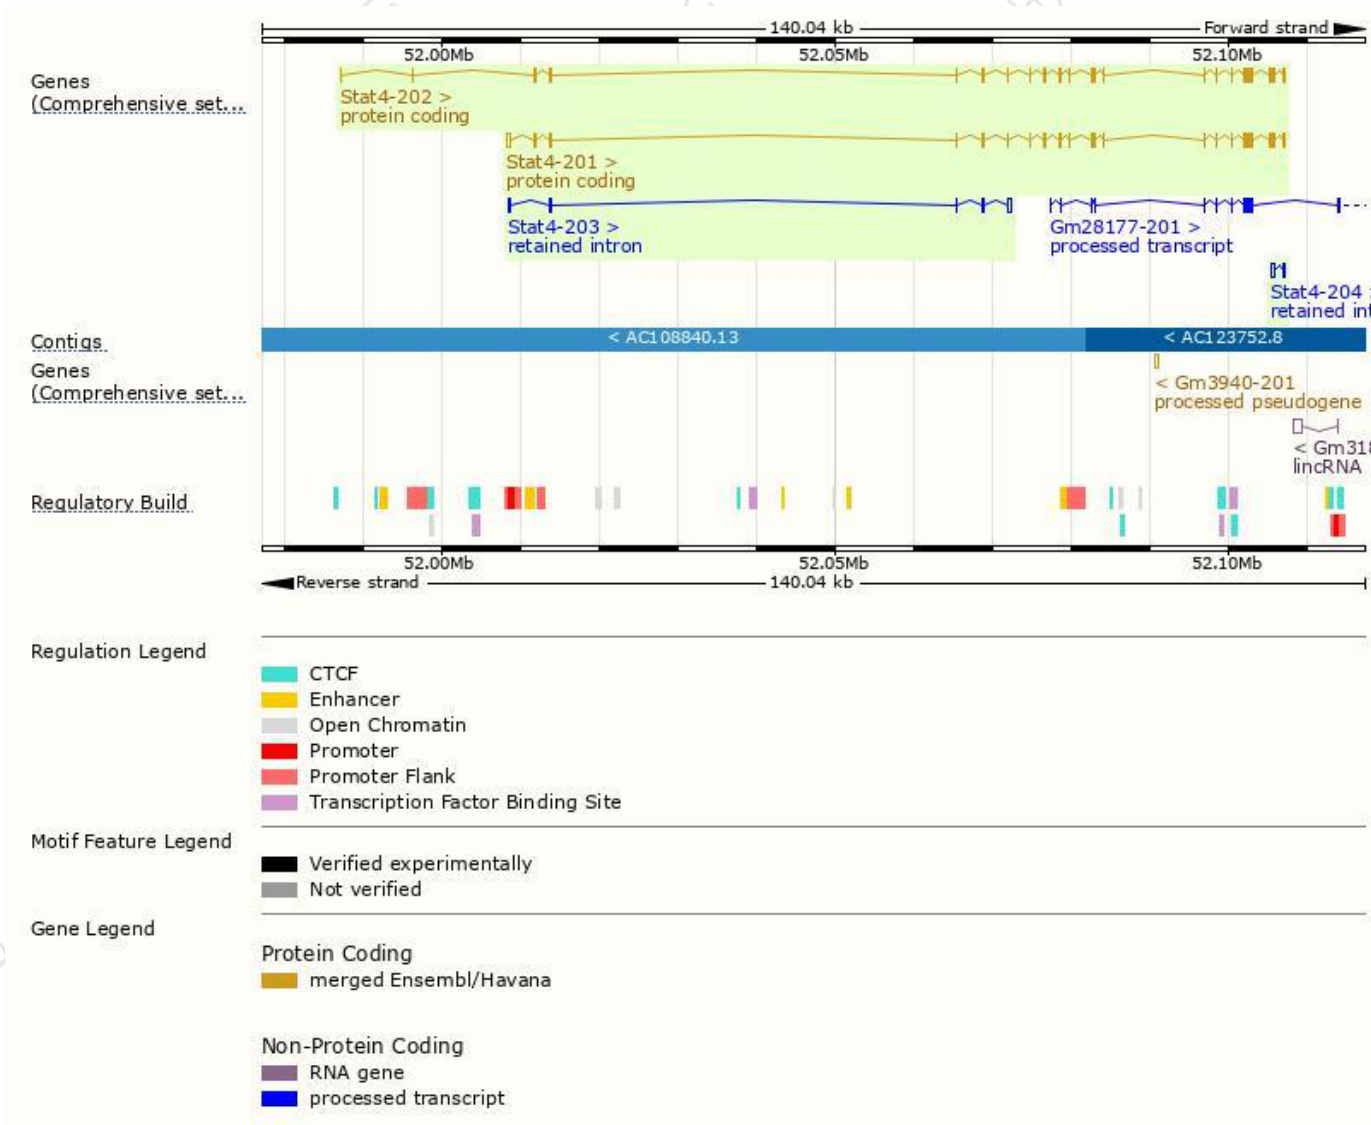 140.04 kb Forward strand
52.00Mb 52.05Mb 52.10Mb
Genes
(Comprehensive set...
Stat4-202 >
protein coding
Stat4-201 >
protein coding
Stat4-203 > Gm28177-201 >
retained intron processed transcript
Stat4-204
retained int
Contigs < AC108840.13 < AC123752.8
Genes
(Comprehensive set...
< Gm3940-201
processed pseudogene
< Gm318
lincRNA
Regulatory Build
52.00Mb 52.05Mb 52.10Mb
Reverse strand 140.04 kb
Regulation Legend
CTCF
Enhancer
Open Chromatin
Promoter
Promoter Flank
Transcription Factor Binding Site
Motif Feature Legend
Verified experimentally
Not verified
Gene Legend
Protein Coding
merged Ensembl/Havana
Non-Protein Coding
RNA gene
processed transcript